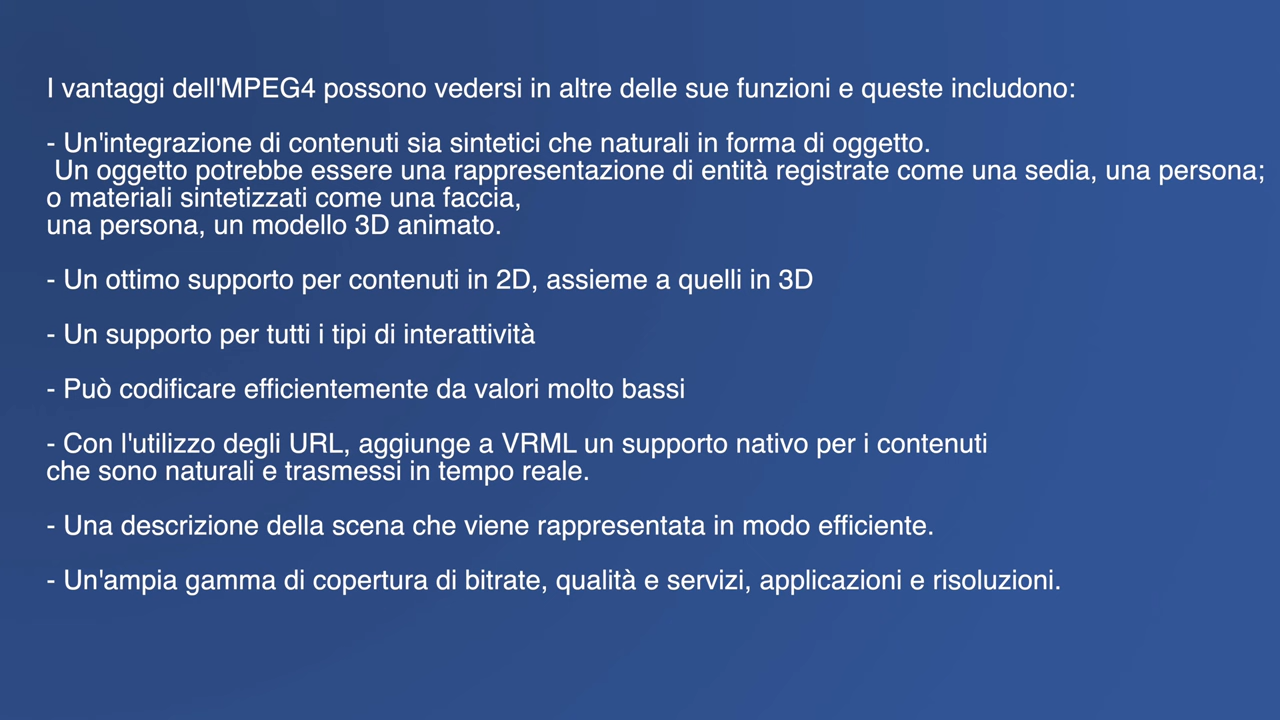 I vantaggi dell'MPEG4 possono vedersi in altre delle sue funzioni e queste includono:
- Un'integrazione di contenuti sia sintetici che naturali in forma di oggetto.
Un oggetto potrebbe essere una rappresentazione di entità registrate come una sedia, una persona;
o materiali sintetizzati come una faccia,
una persona, un modello 3D animato.
- Un ottimo supporto per contenuti in 2D, assieme a quelli in 3D
- Un supporto per tutti i tipi di interattività
- Può codificare efficientemente da valori molto bassi
- Con l'utilizzo degli URL, aggiunge a VRML un supporto nativo per i contenuti
che sono naturali e trasmessi in tempo reale.
- Una descrizione della scena che viene rappresentata in modo efficiente.
- Un'ampia gamma di copertura di bitrate, qualità e servizi, applicazioni e risoluzioni.